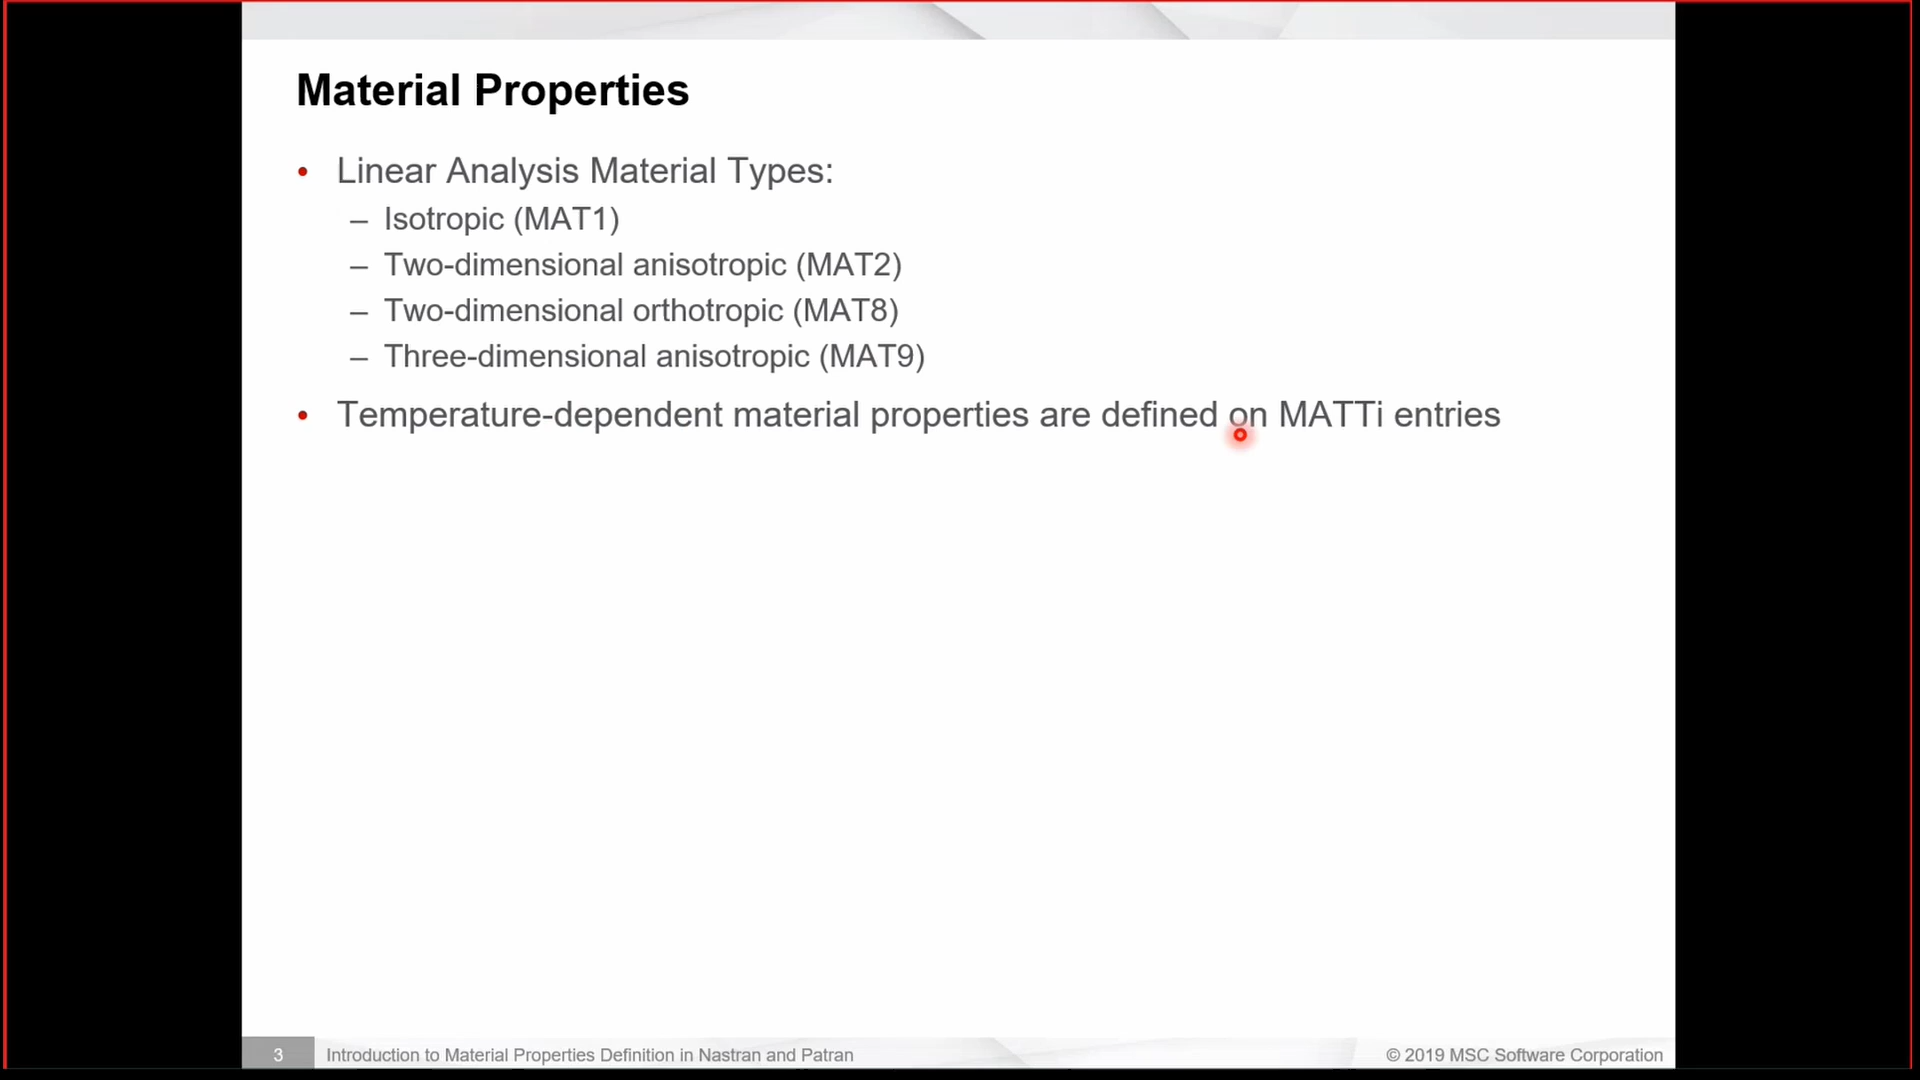 Material Properties
• Linear Analysis Material Types:
– Isotropic (MAT1)
– Two-dimensional anisotropic (MAT2)
– Two-dimensional orthotropic (MAT8)
– Three-dimensional anisotropic (MAT9)
• Temperature-dependent material properties are defined on MATTi entries
3 Introduction to Material Properties Definition in Nastran and Patran
© 2019 MSC Software Corporation